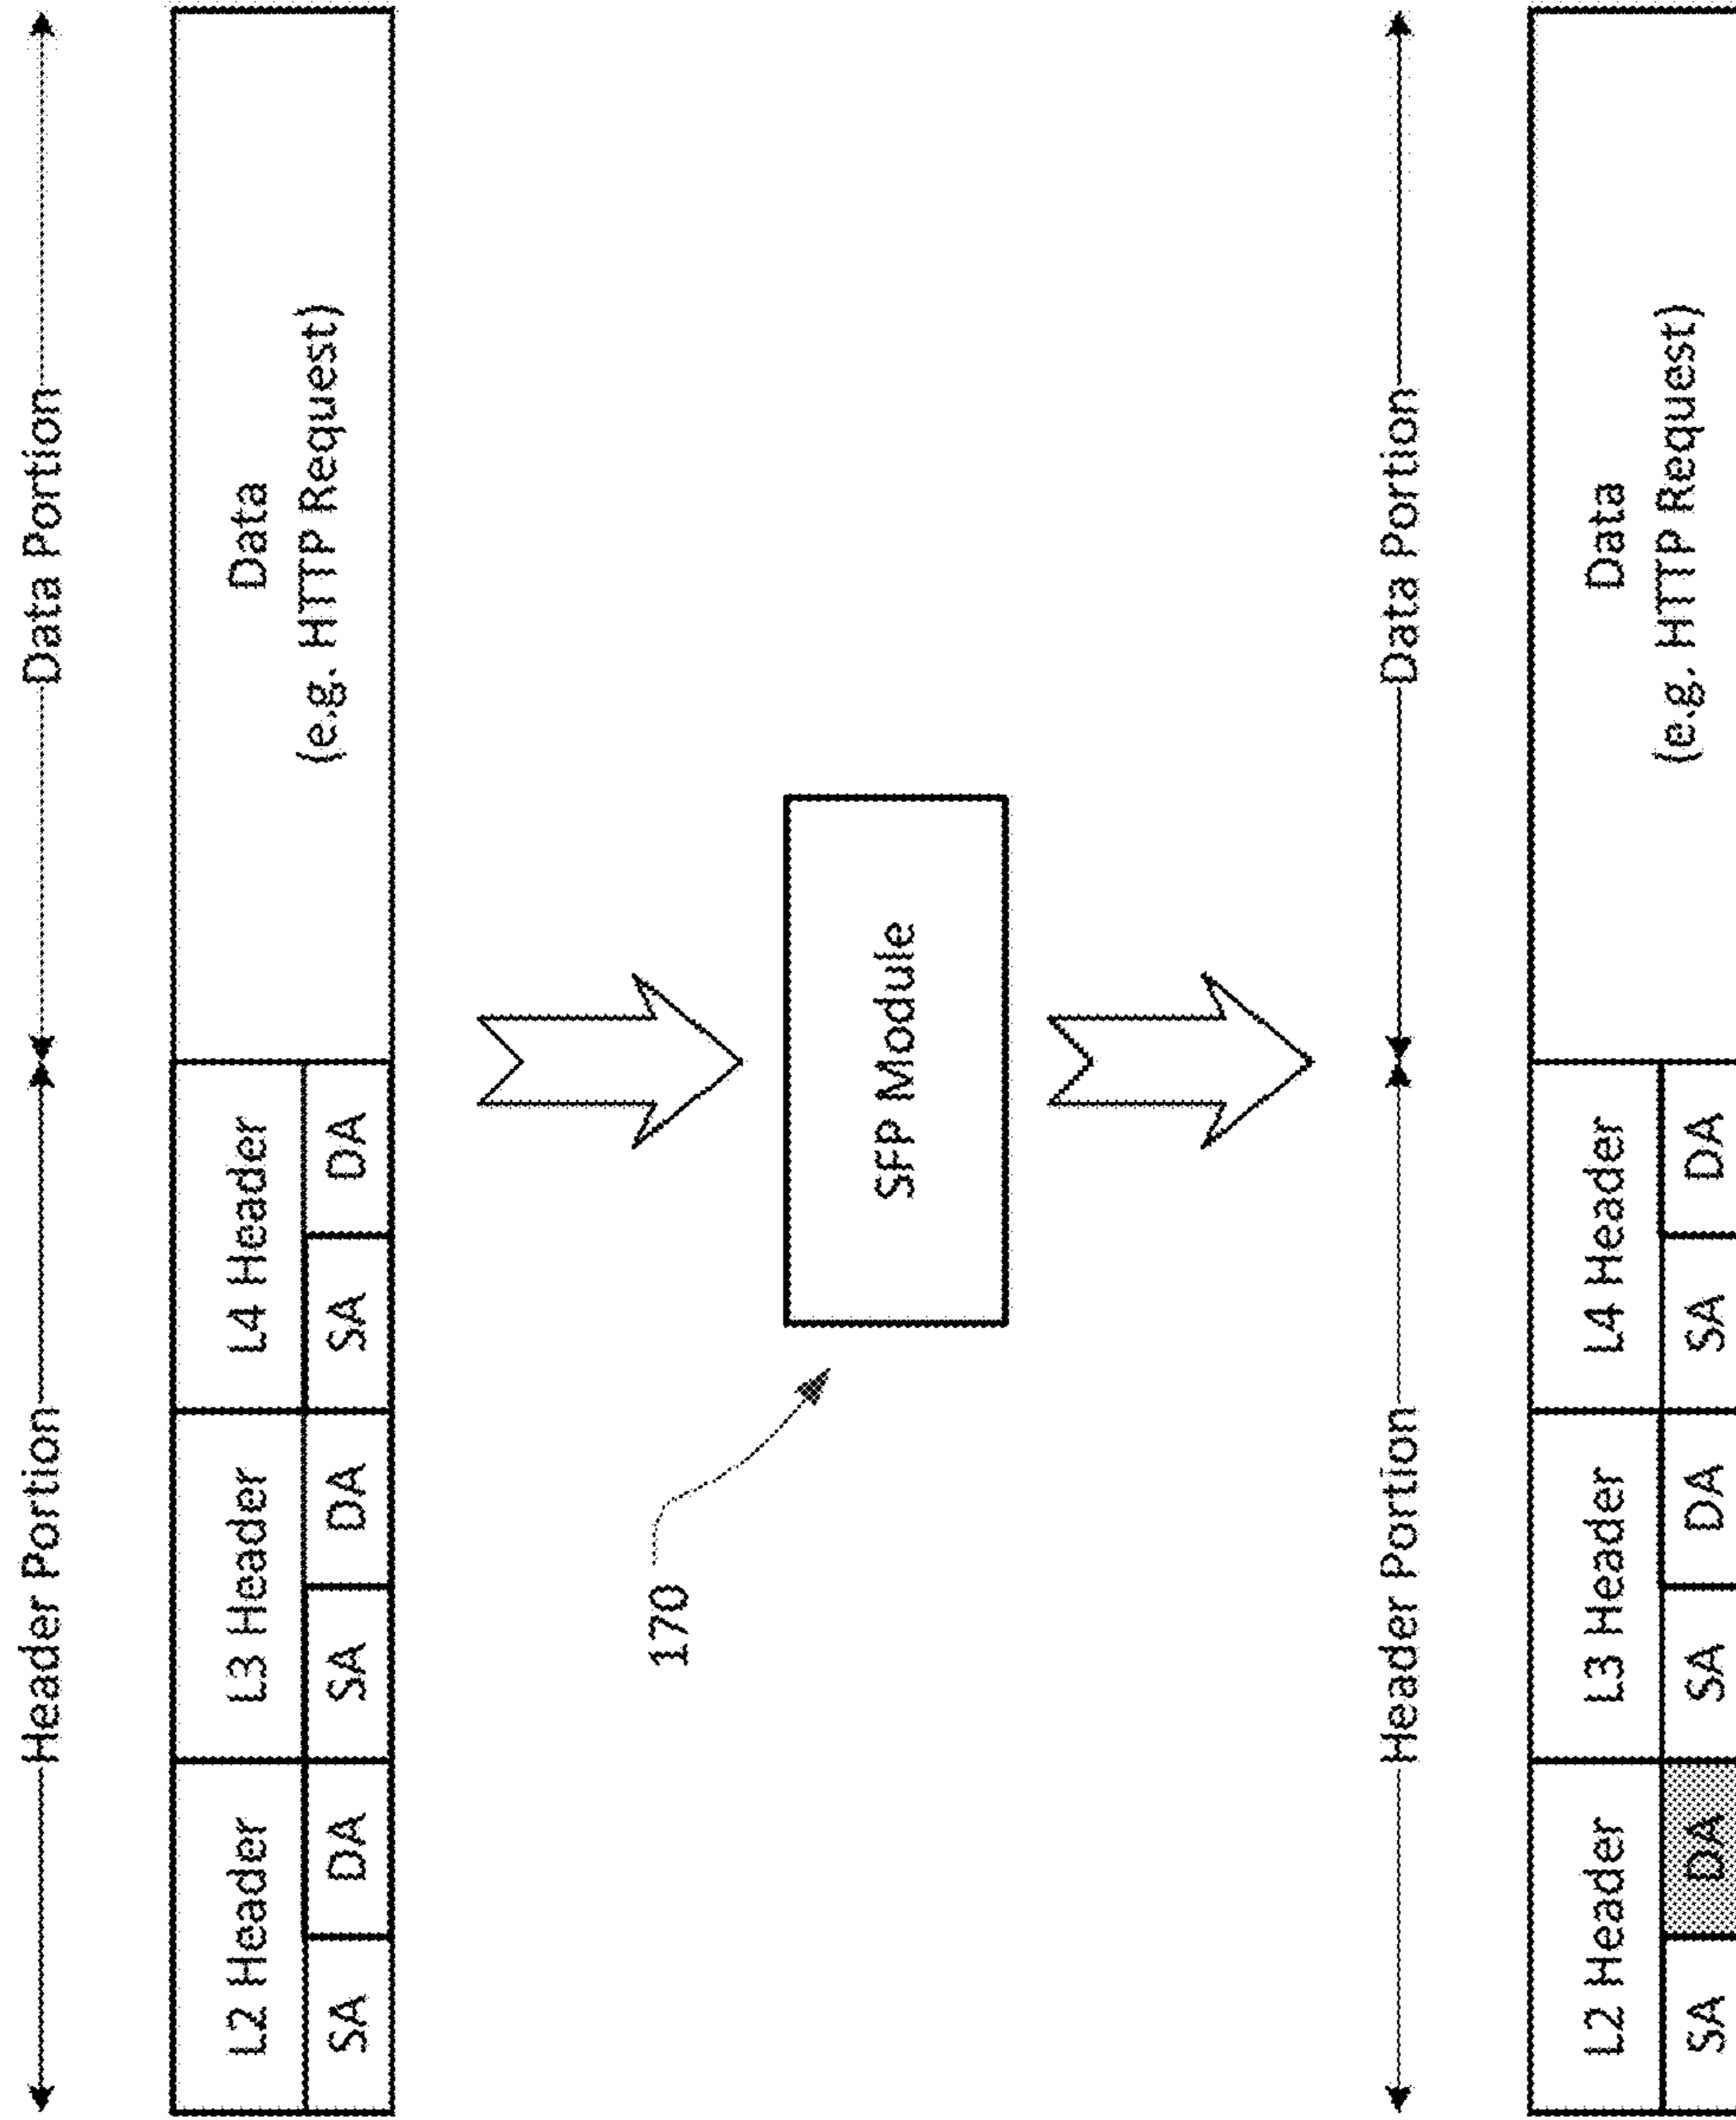 Header Portion
Data Portion
L2 Header
L3 Header
L4 Header
Data
(e.g. HTTP Request)
SA
DA
SA
DA
SA
DA
170
SFP Module
Header Portion
Data Portion
L2 Header
L3 Header
L4 Header
Data
(e.g. HTTP Request)
SA
DA
SA
DA
SA
DA